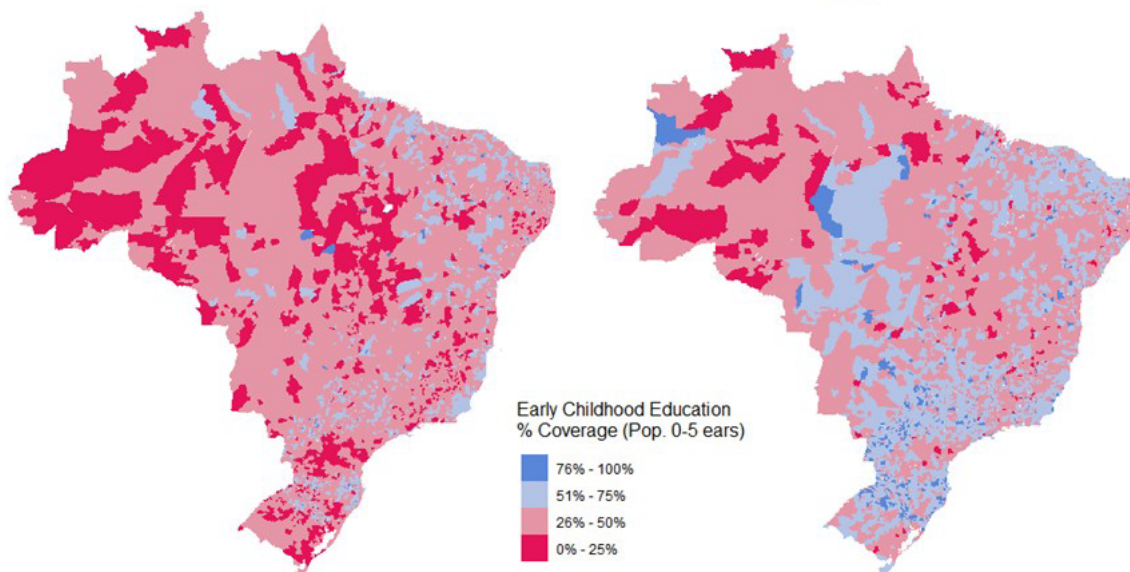 Early Childhood Education
% Coverage (Pop. 0-5 ears)
76% - 100%
51% - 75%
26% - 50%
0% - 25%